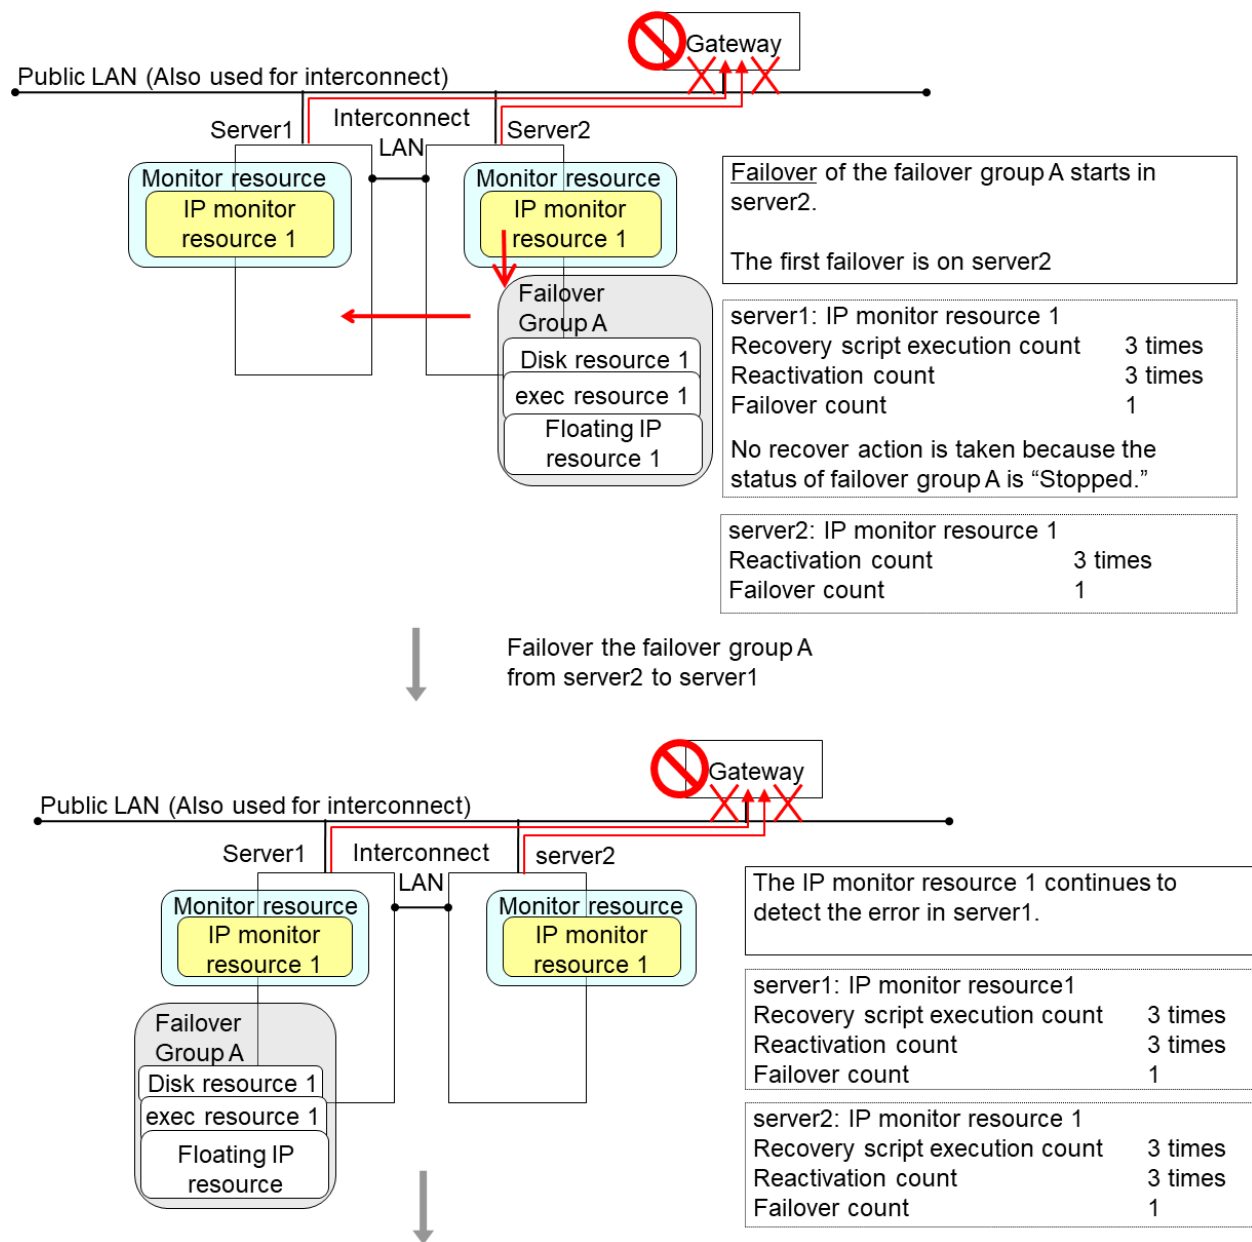 Gateway
Public LAN (Also used for interconnect)
Server1
Interconnect
LAN
Server2
Monitor resource
IP monitor
resource 1
Monitor resource
IP monitor
resource 1
Failover
Group A
Disk resource 1
exec resource 1
Floating IP
resource 1
Failover of the failover group A starts in
server2.
The first failover is on server2
server1: IP monitor resource 1
Recovery script execution count 3 times
Reactivation count 3 times
Failover count 1
No recover action is taken because the
status of failover group A is “Stopped.”
server2: IP monitor resource 1
Reactivation count 3 times
Failover count 1
Failover the failover group A
from server2 to server1
Gateway
Public LAN (Also used for interconnect)
Server1
Interconnect
LAN
server2
Monitor resource
IP monitor
resource 1
Monitor resource
IP monitor
resource 1
Failover
Group A
Disk resource 1
exec resource 1
Floating IP
resource
The IP monitor resource 1 continues to
detect the error in server1.
server1: IP monitor resource1
Recovery script execution count 3 times
Reactivation count 3 times
Failover count 1
server2: IP monitor resource 1
Recovery script execution count 3 times
Reactivation count 3 times
Failover count 1